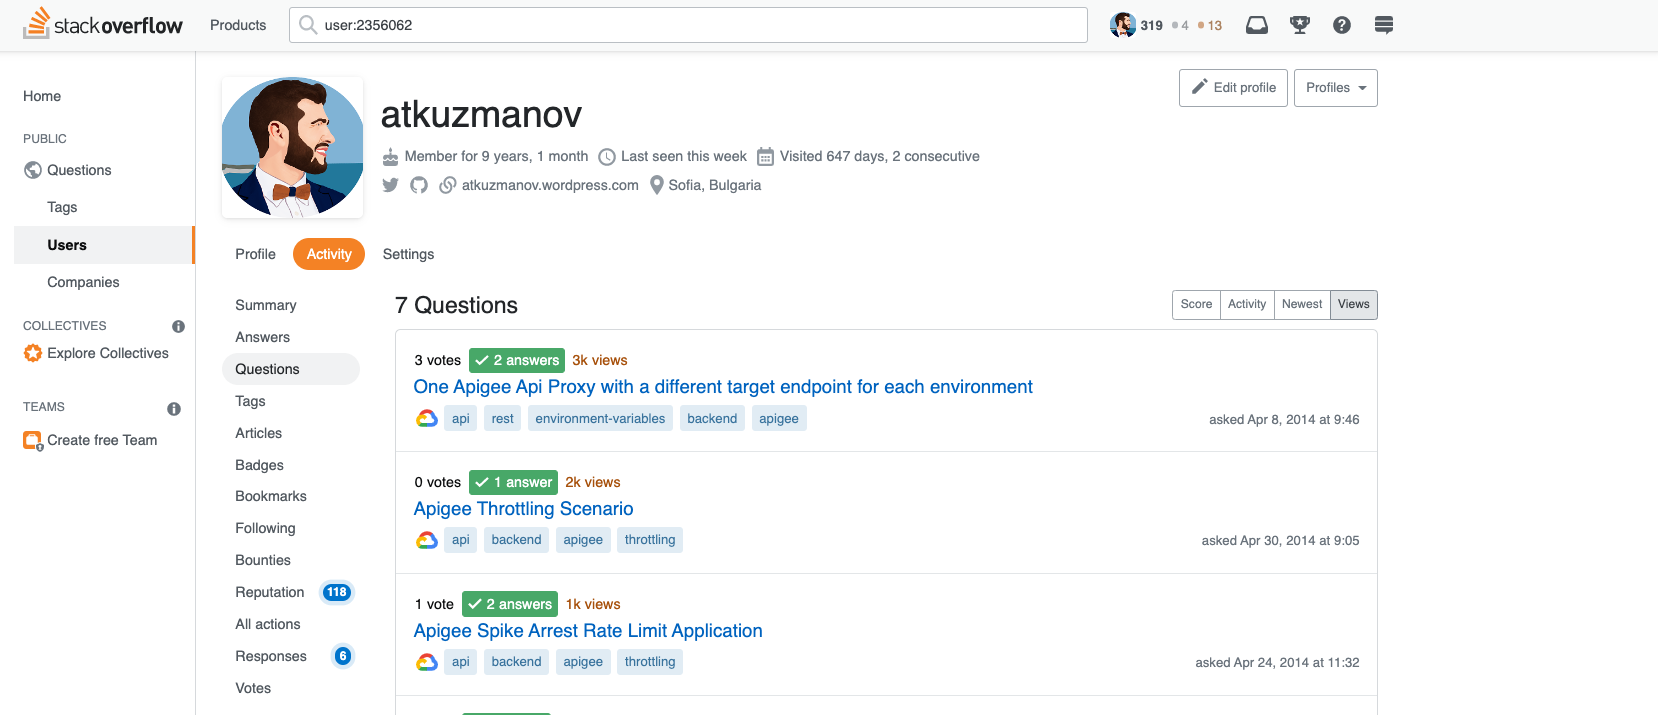 stackoverflow Products user:2356062 319 4 13
Home
PUBLIC
Questions
Tags
Users
Companies
COLLECTIVES
Explore Collectives
TEAMS
Create free Team
atkuzmanov
Edit profile Profiles
Member for 9 years, 1 month Last seen this week Visited 647 days, 2 consecutive
atkuzmanov.wordpress.com Sofia, Bulgaria
Profile Activity Settings
Summary
Answers
Questions
Tags
Articles
Badges
Bookmarks
Following
Bounties
Reputation 118
All actions
Responses 6
Votes
7 Questions
Score Activity Newest Views
3 votes 2 answers 3k views
One Apigee Api Proxy with a different target endpoint for each environment
api rest environment-variables backend apigee
asked Apr 8, 2014 at 9:46
0 votes 1 answer 2k views
Apigee Throttling Scenario
api backend apigee throttling
asked Apr 30, 2014 at 9:05
1 vote 2 answers 1k views
Apigee Spike Arrest Rate Limit Application
api backend apigee throttling
asked Apr 24, 2014 at 11:32